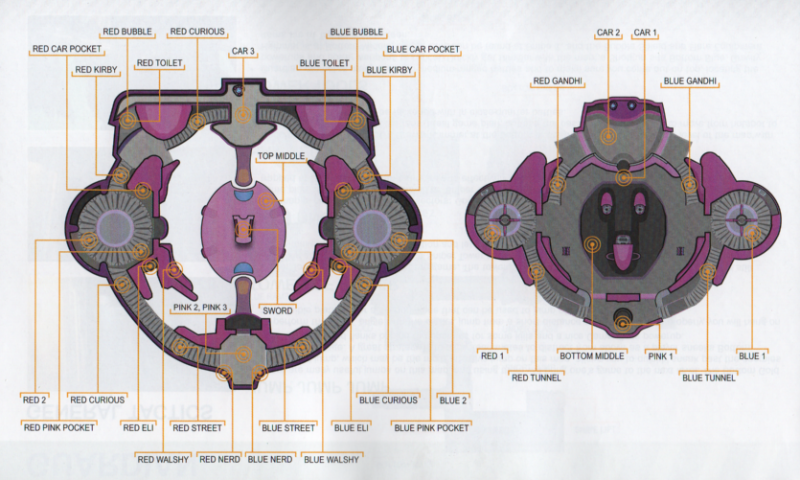 RED BUBBLE
RED CURIOUS
BLUE BUBBLE
CAR 2
CAR 1
RED CAR POCKET
CAR 3
BLUE CAR POCKET
RED TOILET
BLUE TOILET
RED KIRBY
BLUE KIRBY
RED GANDHI
BLUE GANDHI
TOP MIDDLE
PINK 2, PINK 3
SWORD
RED 1
BOTTOM MIDDLE
PINK 1
BLUE 1
RED TUNNEL
BLUE TUNNEL
RED 2
RED CURIOUS
BLUE CURIOUS
BLUE 2
RED PINK POCKET
RED ELI
RED STREET
BLUE STREET
BLUE ELI
BLUE PINK POCKET
RED WALSHY
RED NERD
BLUE NERD
BLUE WALSHY
GENERAL TACTICS